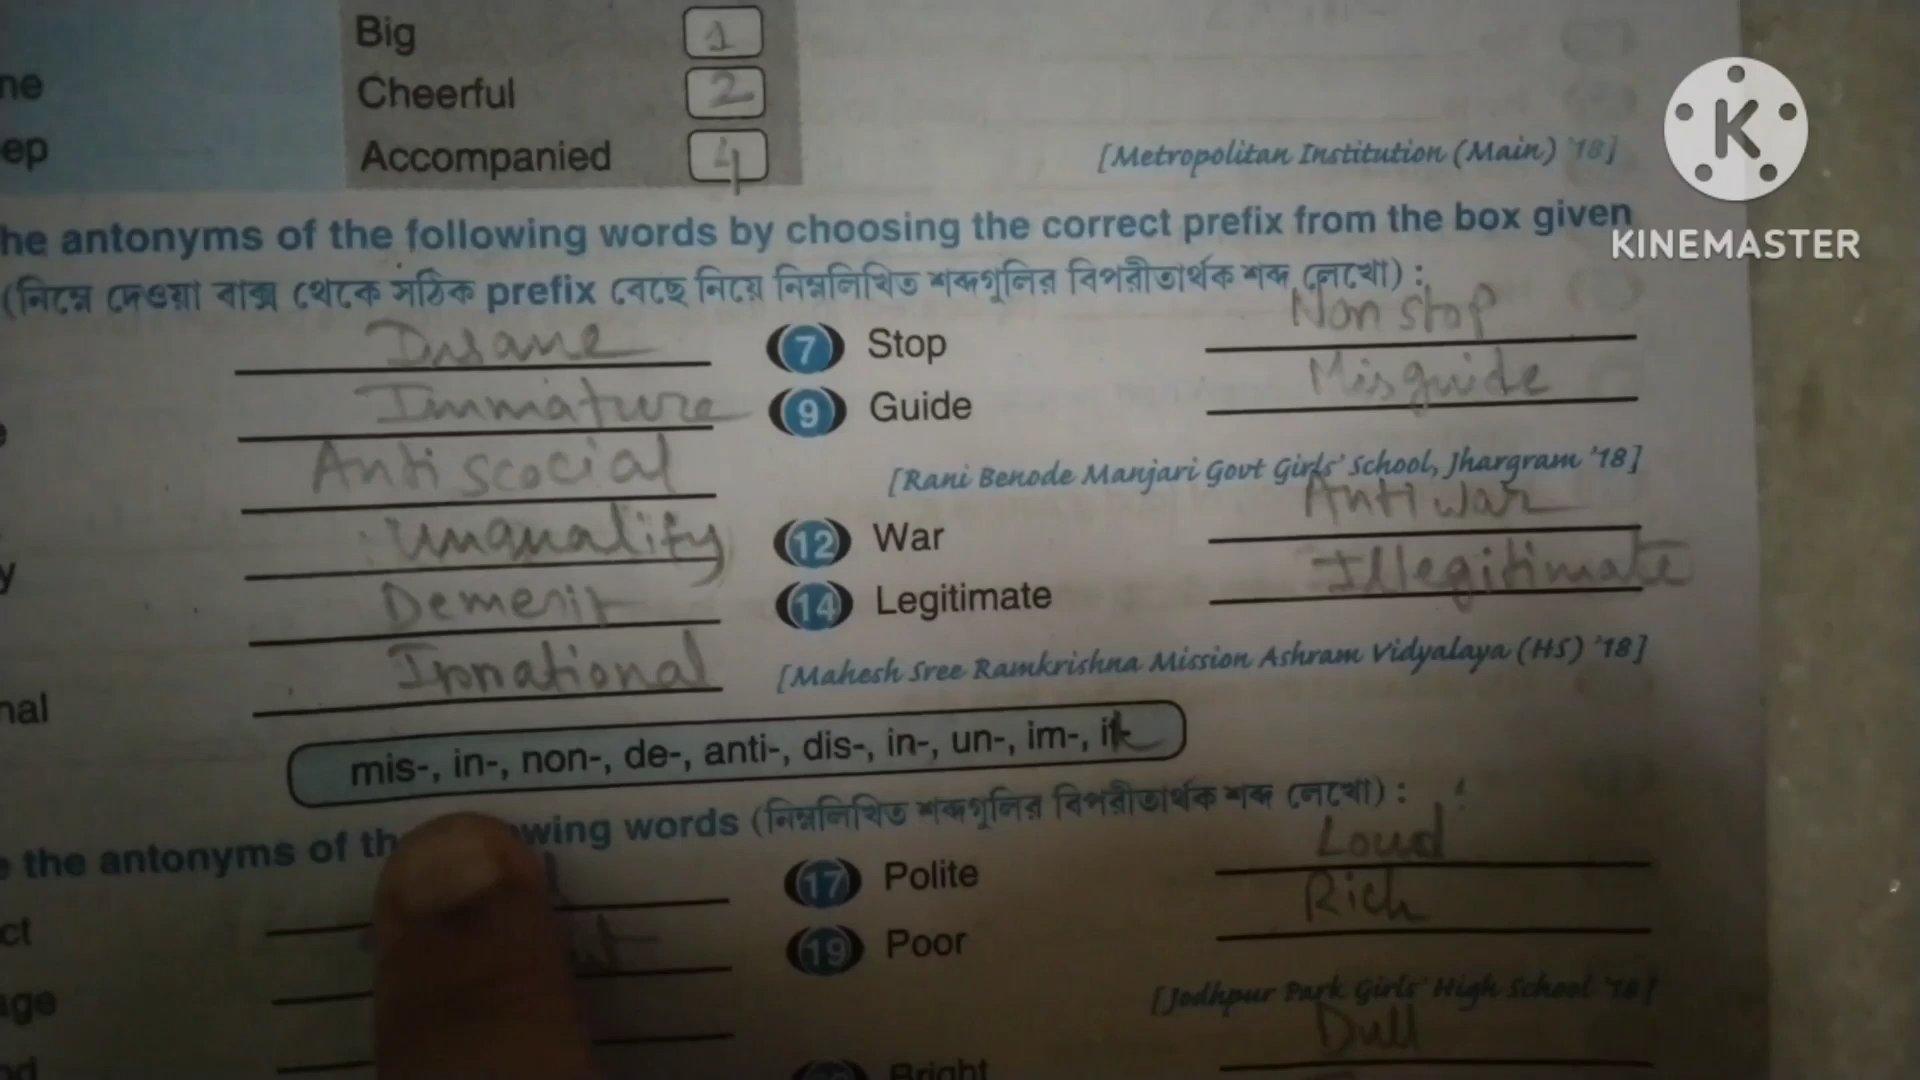 Big 1
ne Cheerful 2
ep Accompanied 4
[Metropolitan Institution (Main) '18]
KINEMASTER
he antonyms of the following words by choosing the correct prefix from the box given
(নিম্নে দেওয়া বাক্স থেকে সঠিক prefix বেছে নিয়ে নিম্নলিখিত শব্দগুলির বিপরীতার্থক শব্দ লেখো) :
Insane 7 Stop Non stop
Immature 9 Guide Misguide
Anti scocial [Rani Benode Manjari Govt Girls' School, Jhargram '18]
y Unqualify 12 War Anti war
Demerit 14 Legitimate Illegitimate
nal Irrational [Mahesh Sree Ramkrishna Mission Ashram Vidyalaya (HS) '18]
mis-, in-, non-, de-, anti-, dis-, in-, un-, im-,
the antonyms of th wing words (নিম্নলিখিত শব্দগুলির বিপরীতার্থক শব্দ লেখো) :
ct 17 Polite Loud
age 19 Poor Rich
[Jodhpur Park Girls' High School '18]
Bright Dull